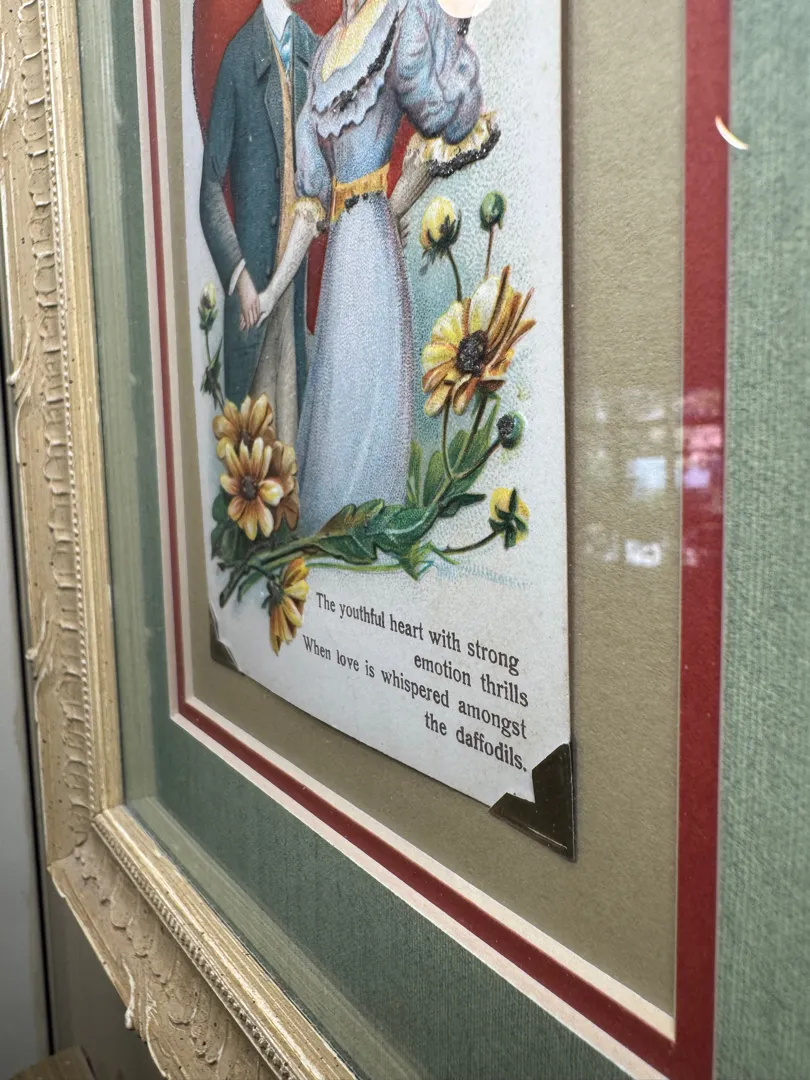 The youthful heart with strong
emotion thrills
When love is whispered amongst
the daffodils.